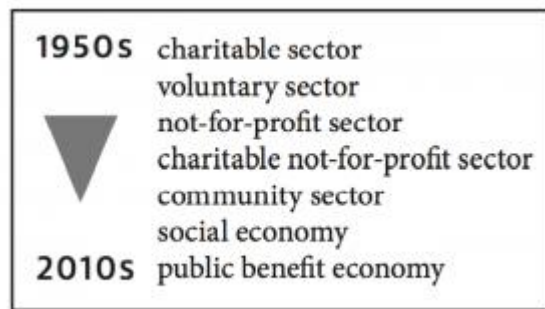 1950s charitable sector
voluntary sector
not-for-profit sector
charitable not-for-profit sector
community sector
social economy
2010s public benefit economy